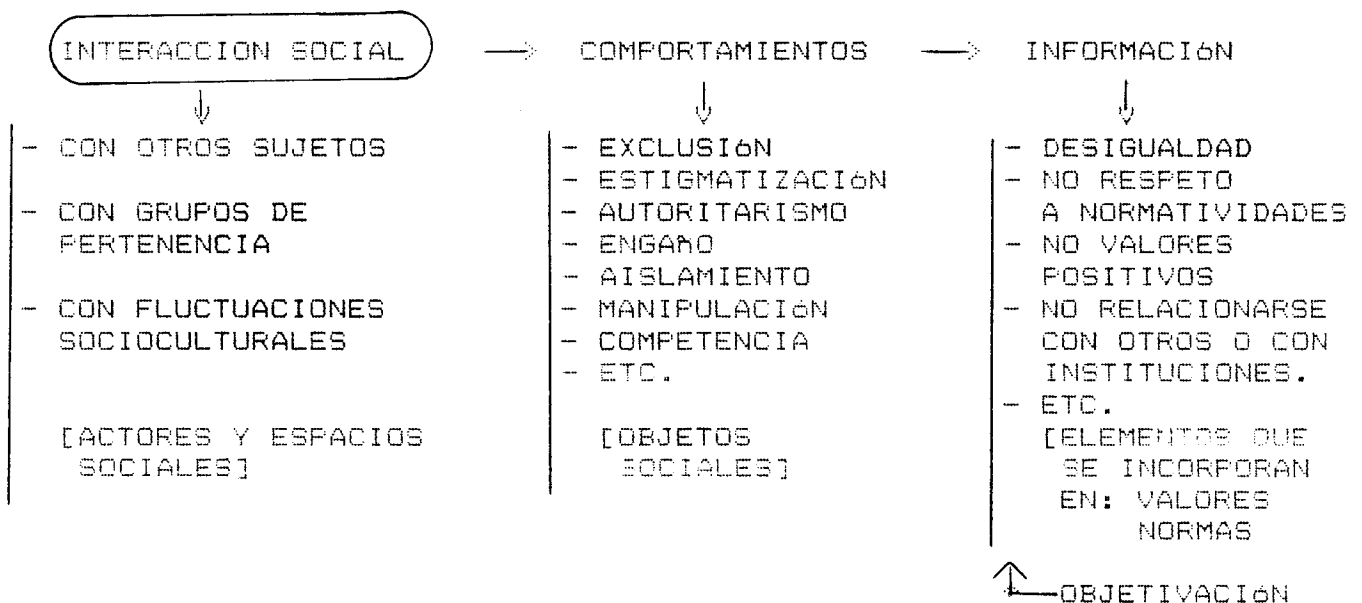 INTERACCION SOCIAL → COMPORTAMIENTOS → INFORMACIóN
- CON OTROS SUJETOS
- CON GRUPOS DE
PERTENENCIA
- CON FLUCTUACIONES
SOCIOCULTURALES
[ACTORES Y ESPACIOS
SOCIALES]
- EXCLUSIóN
- ESTIGMATIZACIóN
- AUTORITARISMO
- ENGAñO
- AISLAMIENTO
- MANIPULACIóN
- COMPETENCIA
- ETC.
[OBJETOS
SOCIALES]
- DESIGUALDAD
- NO RESPETO
A NORMATIVIDADES
- NO VALORES
POSITIVOS
- NO RELACIONARSE
CON OTROS O CON
INSTITUCIONES.
- ETC.
[ELEMENTOS QUE
SE INCORPORAN
EN: VALORES
NORMAS
OBJETIVACIóN